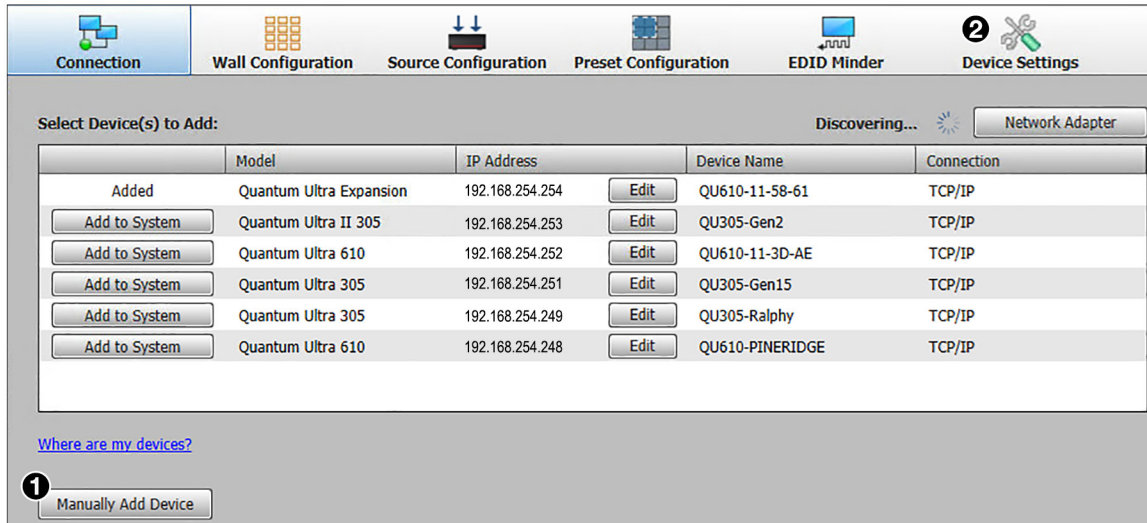 Connection Wall Configuration Source Configuration Preset Configuration EDID Minder ❷ Device Settings
Select Device(s) to Add: Discovering... Network Adapter
Model IP Address Device Name Connection
Added Quantum Ultra Expansion 192.168.254.254 Edit QU610-11-58-61 TCP/IP
Add to System Quantum Ultra II 305 192.168.254.253 Edit QU305-Gen2 TCP/IP
Add to System Quantum Ultra 610 192.168.254.252 Edit QU610-11-3D-AE TCP/IP
Add to System Quantum Ultra 305 192.168.254.251 Edit QU305-Gen15 TCP/IP
Add to System Quantum Ultra 305 192.168.254.249 Edit QU305-Ralphy TCP/IP
Add to System Quantum Ultra 610 192.168.254.248 Edit QU610-PINERIDGE TCP/IP
Where are my devices?
❶ Manually Add Device